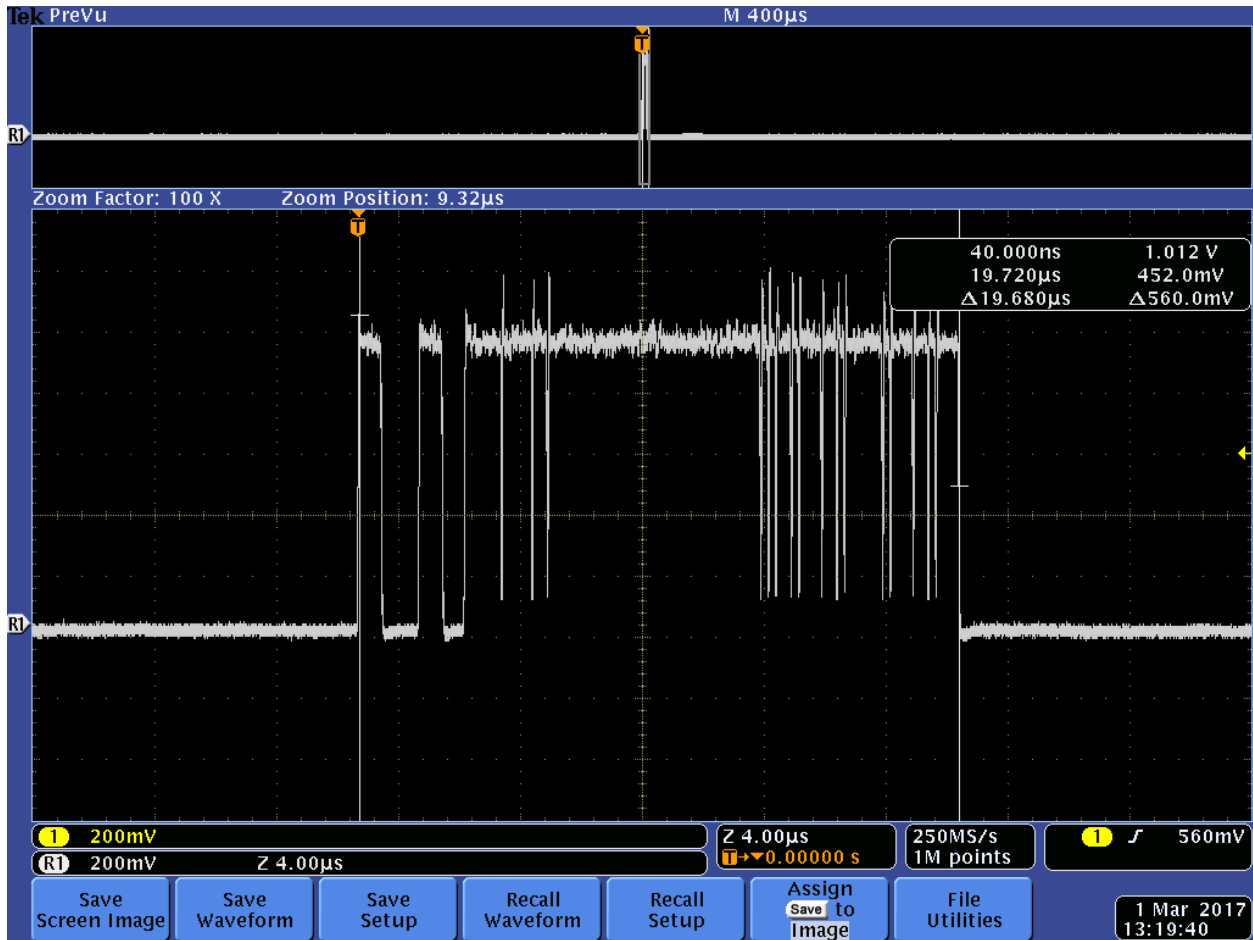 Tek PreVu M 400µs
T
R1
Zoom Factor: 100 X Zoom Position: 9.32µs
T
40.000ns 1.012 V
19.720µs 452.0mV
Δ19.680µs Δ560.0mV
R1
1 200mV
R1 200mV Z 4.00µs
Z 4.00µs
T→▼0.00000 s
250MS/s
1M points
1 560mV
Save Screen Image
Save Waveform
Save Setup
Recall Waveform
Recall Setup
Assign
Save to
Image
File Utilities
1 Mar 2017
13:19:40